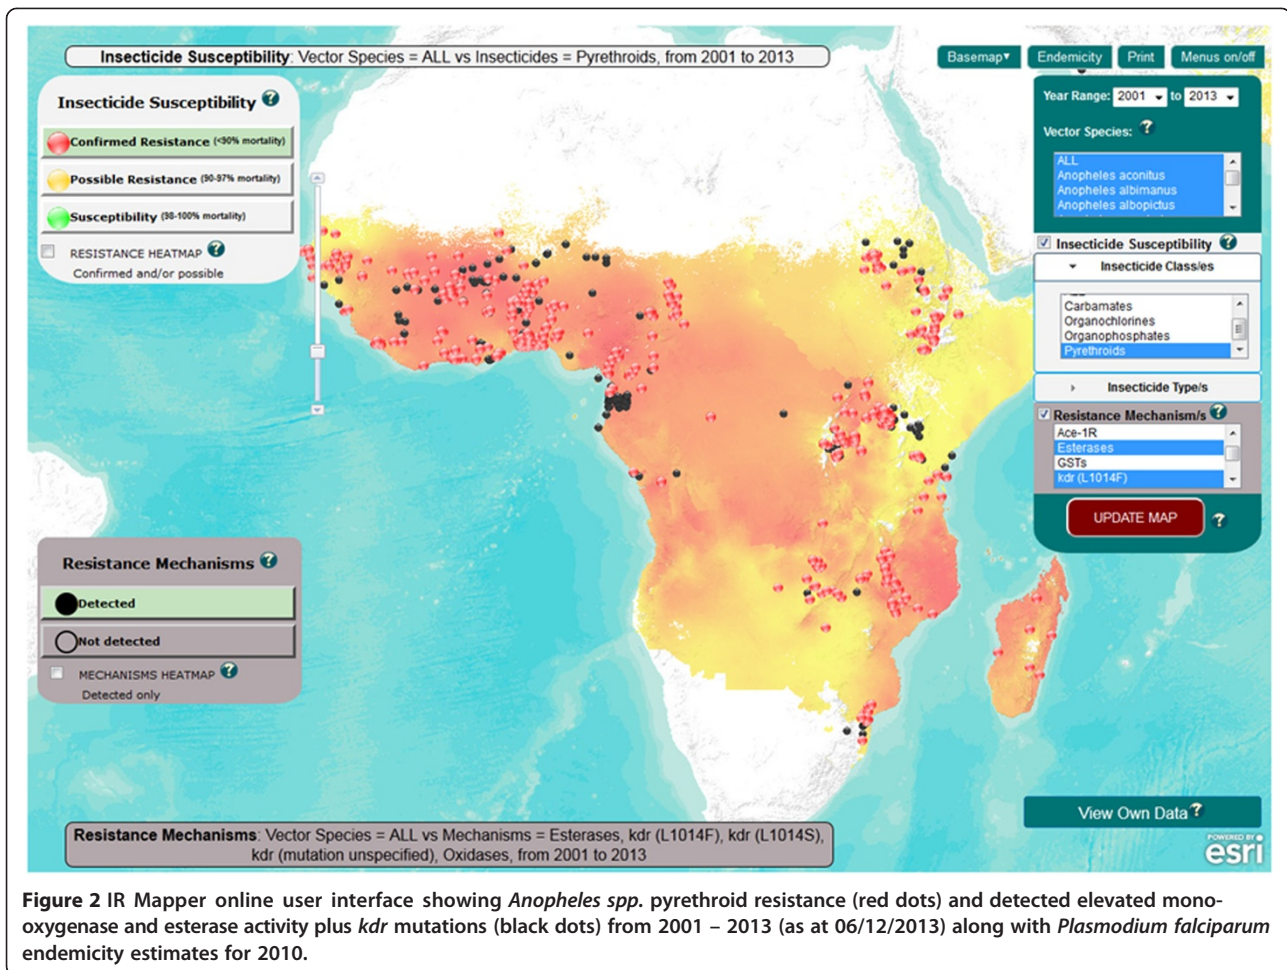 Insecticide Susceptibility: Vector Species = ALL vs Insecticides = Pyrethroids, from 2001 to 2013
Basemap▾
Endemicity
Print
Menus on/off
Insecticide Susceptibility ?
Confirmed Resistance (<90% mortality)
Possible Resistance (90-97% mortality)
Susceptibility (98-100% mortality)
RESISTANCE HEATMAP ?
Confirmed and/or possible
Year Range: 2001 to 2013
Vector Species: ?
ALL
Anopheles aconitus
Anopheles albimanus
Anopheles albopictus
Insecticide Susceptibility ?
Insecticide Class/es
Carbamates
Organochlorines
Organophosphates
Pyrethroids
Insecticide Type/s
Resistance Mechanism/s ?
Ace-1R
Esterases
GSTs
kdr (L1014F)
UPDATE MAP ?
Resistance Mechanisms ?
Detected
Not detected
MECHANISMS HEATMAP ?
Detected only
View Own Data ?
POWERED BY
esri
Resistance Mechanisms: Vector Species = ALL vs Mechanisms = Esterases, kdr (L1014F), kdr (L1014S),
kdr (mutation unspecified), Oxidases, from 2001 to 2013
Figure 2 IR Mapper online user interface showing Anopheles spp. pyrethroid resistance (red dots) and detected elevated mono-
oxygenase and esterase activity plus kdr mutations (black dots) from 2001 – 2013 (as at 06/12/2013) along with Plasmodium falciparum
endemicity estimates for 2010.